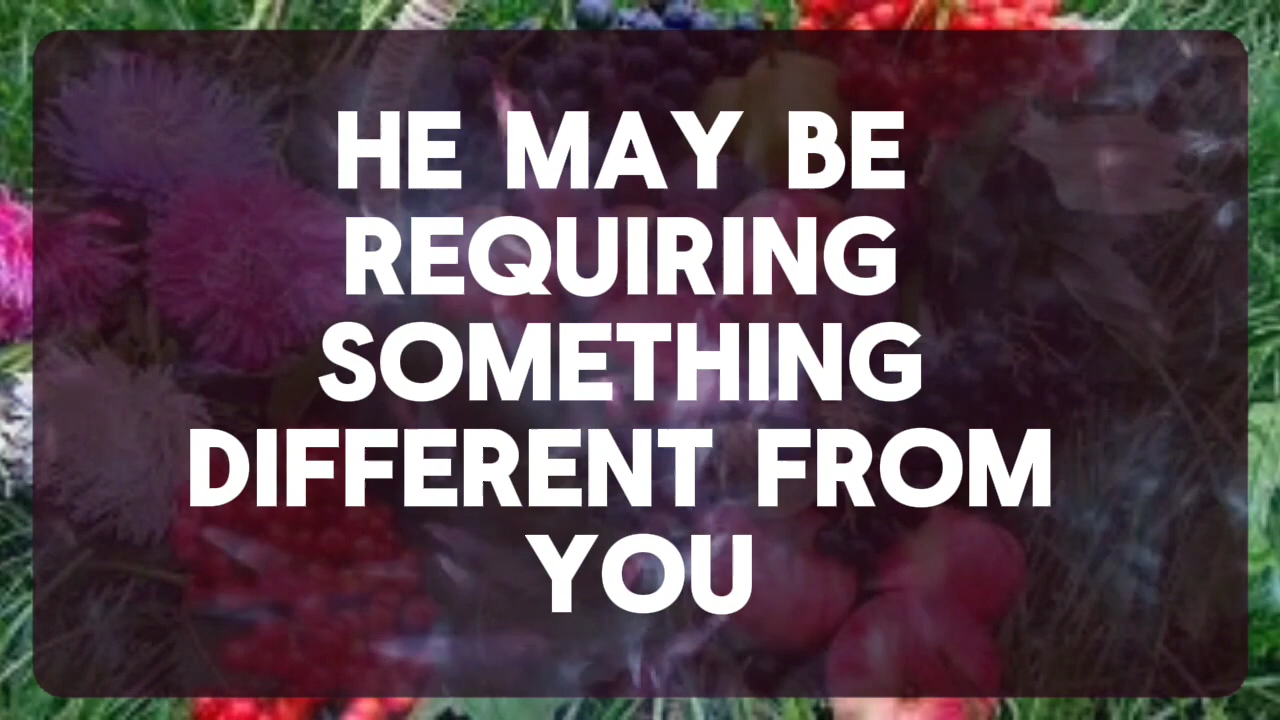 HE MAY BE
REQUIRING
SOMETHING
DIFFERENT FROM
YOU